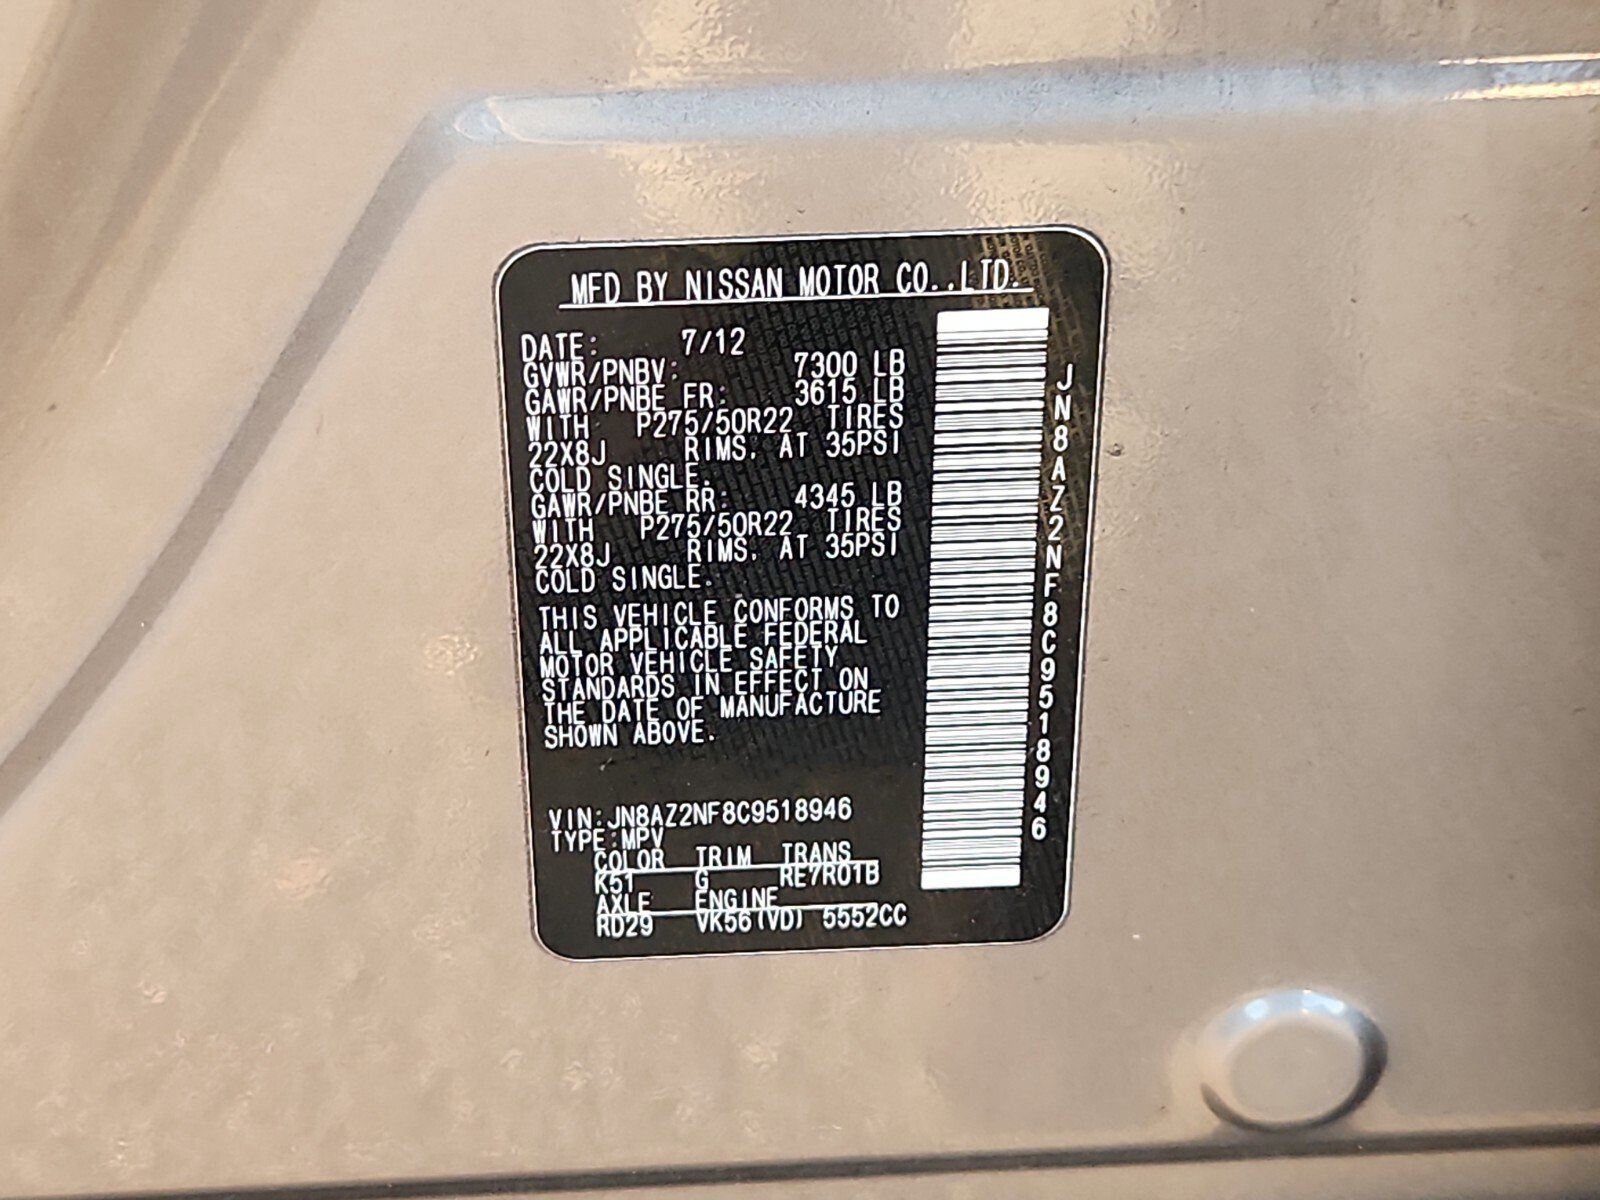 MFD BY NISSAN MOTOR CO.,LTD.
DATE: 7/12
GVWR/PNBV: 7300 LB
GAWR/PNBE FR: 3615 LB
WITH P275/50R22 TIRES
22X8J RIMS. AT 35PSI
COLD SINGLE.
GAWR/PNBE RR: 4345 LB
WITH P275/50R22 TIRES
22X8J RIMS. AT 35PSI
COLD SINGLE.
THIS VEHICLE CONFORMS TO
ALL APPLICABLE FEDERAL
MOTOR VEHICLE SAFETY
STANDARDS IN EFFECT ON
THE DATE OF MANUFACTURE
SHOWN ABOVE.
VIN:JN8AZ2NF8C9518946
TYPE:MPV
COLOR TRIM TRANS
K51 G RE7R01B
AXLE ENGINE
RD29 VK56(VD) 5552CC
JN8AZ2NF8C9518946